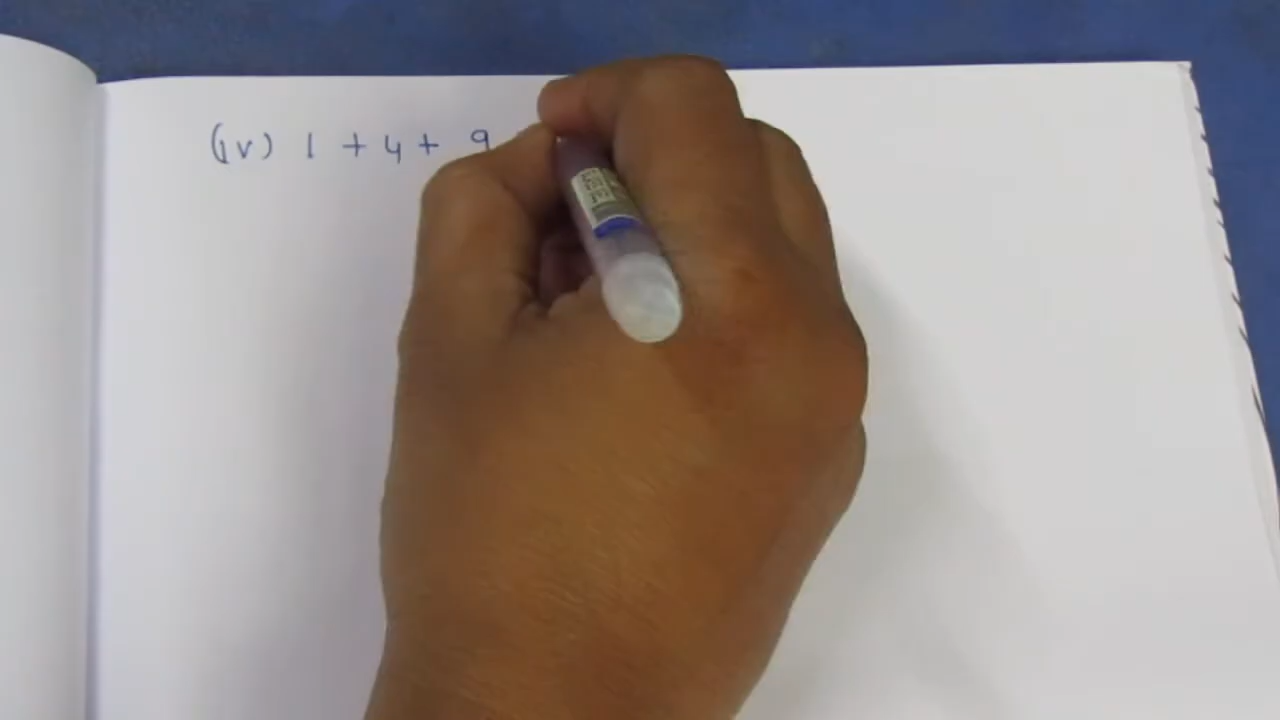 (iv) 1 + 4 + 9